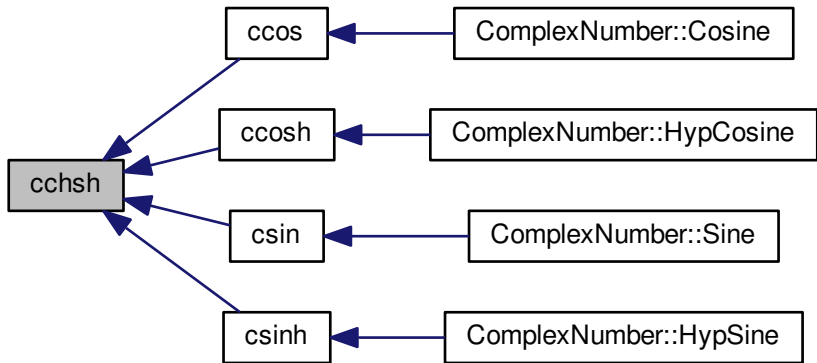 ccos
ComplexNumber::Cosine
ccosh
ComplexNumber::HypCosine
cchsh
csin
ComplexNumber::Sine
csinh
ComplexNumber::HypSine